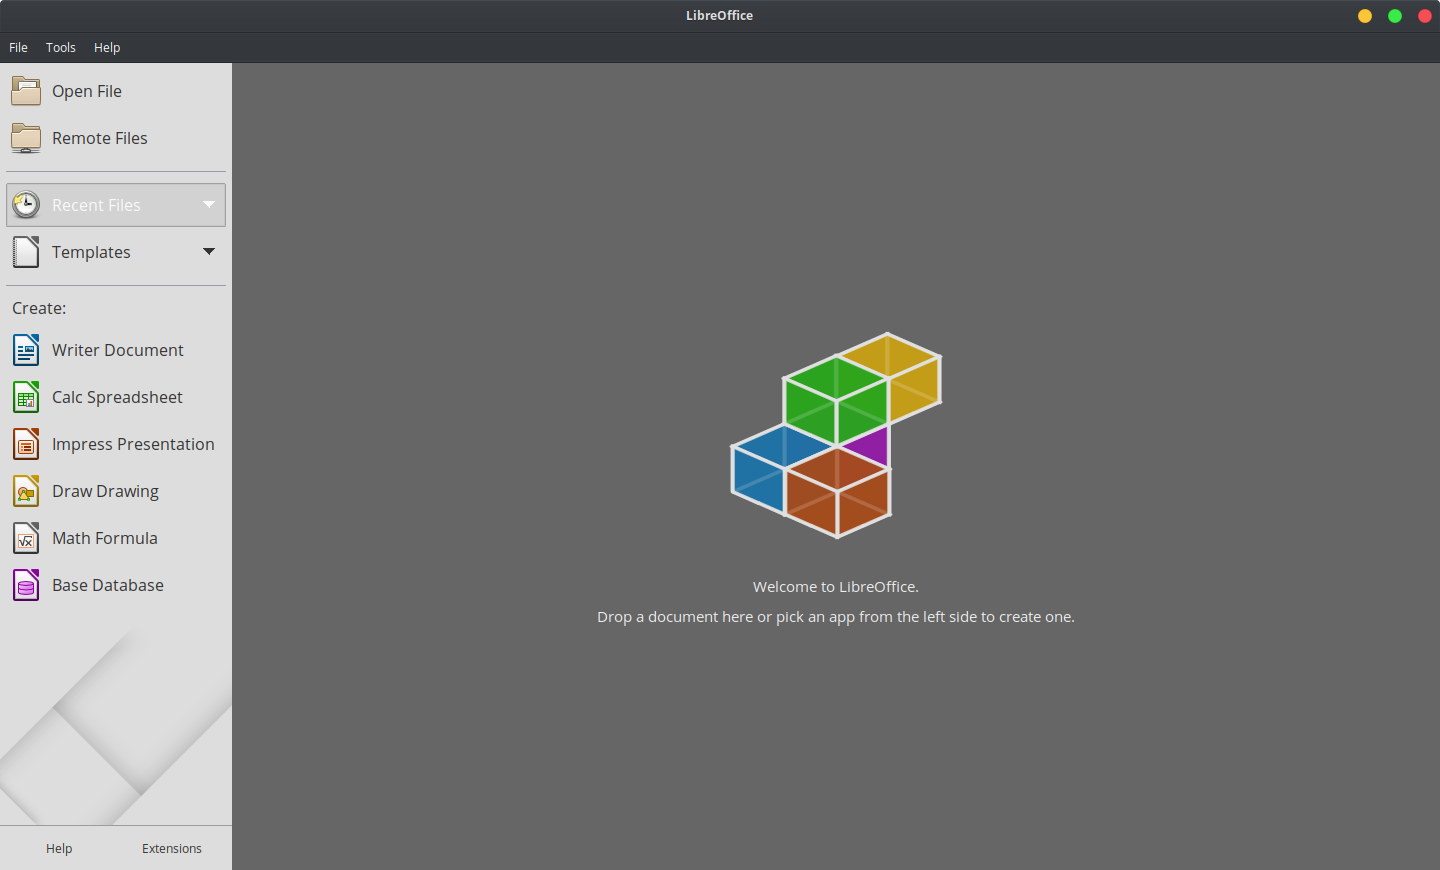 LibreOffice
File Tools Help
Open File
Remote Files
Recent Files
Templates
Create:
Writer Document
Calc Spreadsheet
Impress Presentation
Draw Drawing
Math Formula
Base Database
Welcome to LibreOffice.
Drop a document here or pick an app from the left side to create one.
Help Extensions